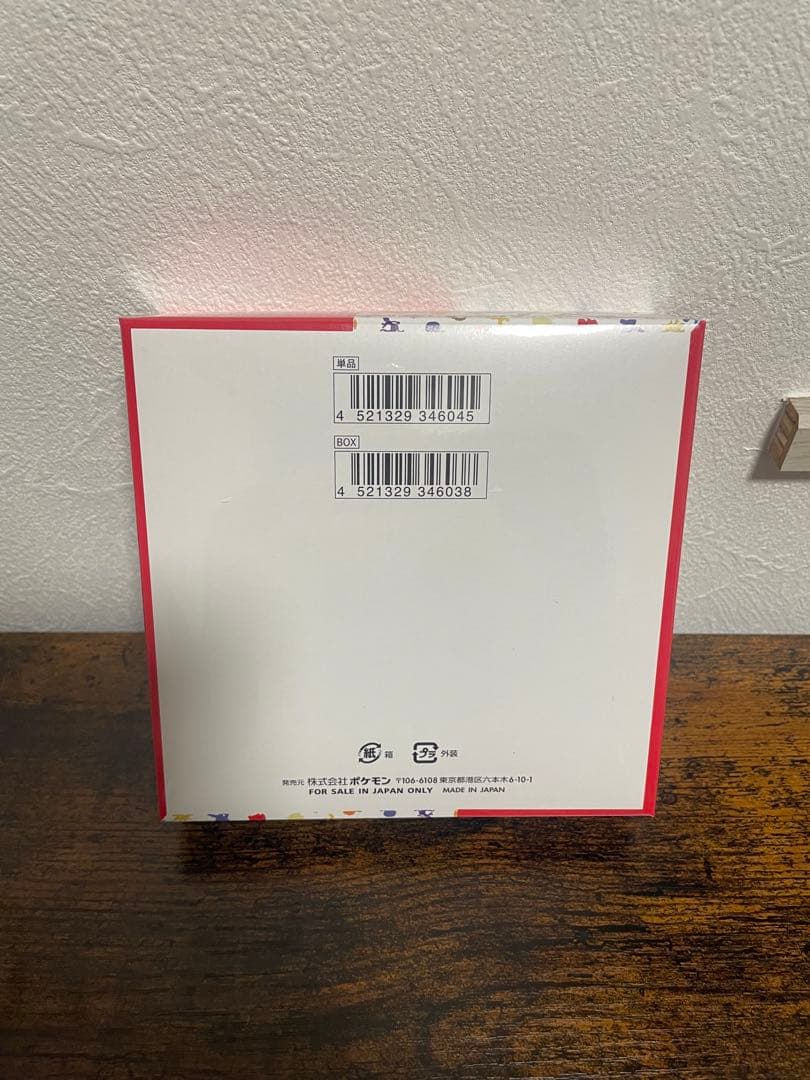 単品
4 521329 346045
BOX
4 521329 346038
紙 箱 プラ 外装
発売元 株式会社ポケモン 〒106-6108 東京都港区六本木6-10-1
FOR SALE IN JAPAN ONLY MADE IN JAPAN